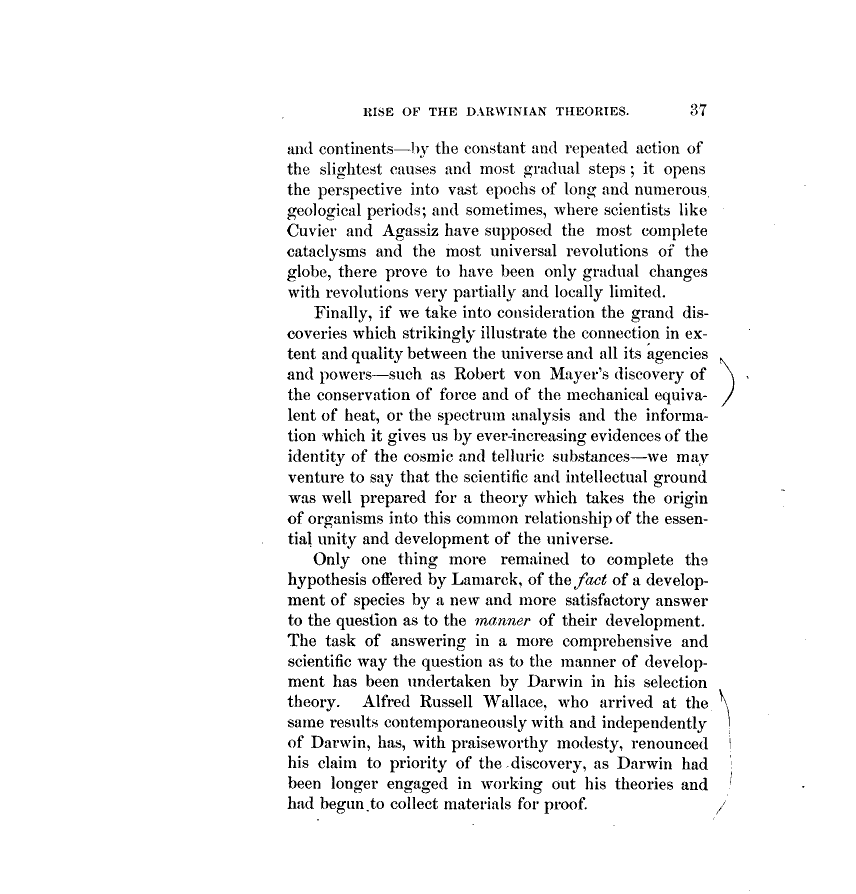 RISE OF THE DARWINIAN THEORIES. 37
and continents—by the constant and repeated action of
the slightest causes and most gradual steps; it opens
the perspective into vast epochs of long and numerous
geological periods; and sometimes, where scientists like
Cuvier and Agassiz have supposed the most complete
cataclysms and the most universal revolutions of the
globe, there prove to have been only gradual changes
with revolutions very partially and locally limited.
Finally, if we take into consideration the grand dis-
coveries which strikingly illustrate the connection in ex-
tent and quality between the universe and all its agencies
and powers—such as Robert von Mayer's discovery of
the conservation of force and of the mechanical equiva-
lent of heat, or the spectrum analysis and the informa-
tion which it gives us by ever-increasing evidences of the
identity of the cosmic and telluric substances—we may
venture to say that the scientific and intellectual ground
was well prepared for a theory which takes the origin
of organisms into this common relationship of the essen-
tial unity and development of the universe.
Only one thing more remained to complete the
hypothesis offered by Lamarck, of the fact of a develop-
ment of species by a new and more satisfactory answer
to the question as to the manner of their development.
The task of answering in a more comprehensive and
scientific way the question as to the manner of develop-
ment has been undertaken by Darwin in his selection
theory. Alfred Russell Wallace, who arrived at the
same results contemporaneously with and independently
of Darwin, has, with praiseworthy modesty, renounced
his claim to priority of the discovery, as Darwin had
been longer engaged in working out his theories and
had begun to collect materials for proof.